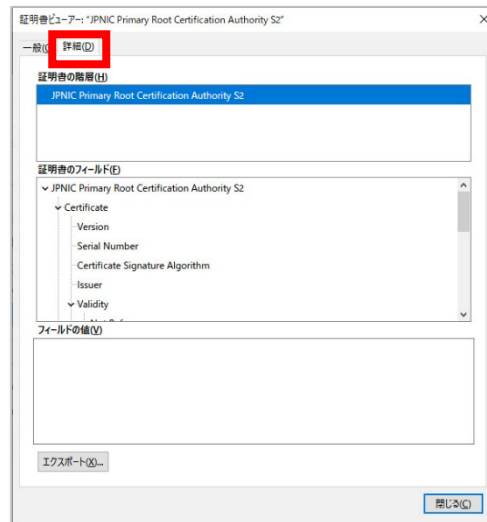 証明書ビューアー: "JPNIC Primary Root Certification Authority S2"
一般(
詳細(D)
証明書の階層(H)
JPNIC Primary Root Certification Authority S2
証明書のフィールド(F)
JPNIC Primary Root Certification Authority S2
Certificate
Version
Serial Number
Certificate Signature Algorithm
Issuer
Validity
フィールドの値(V)
エクスポート(X)...
閉じる(C)